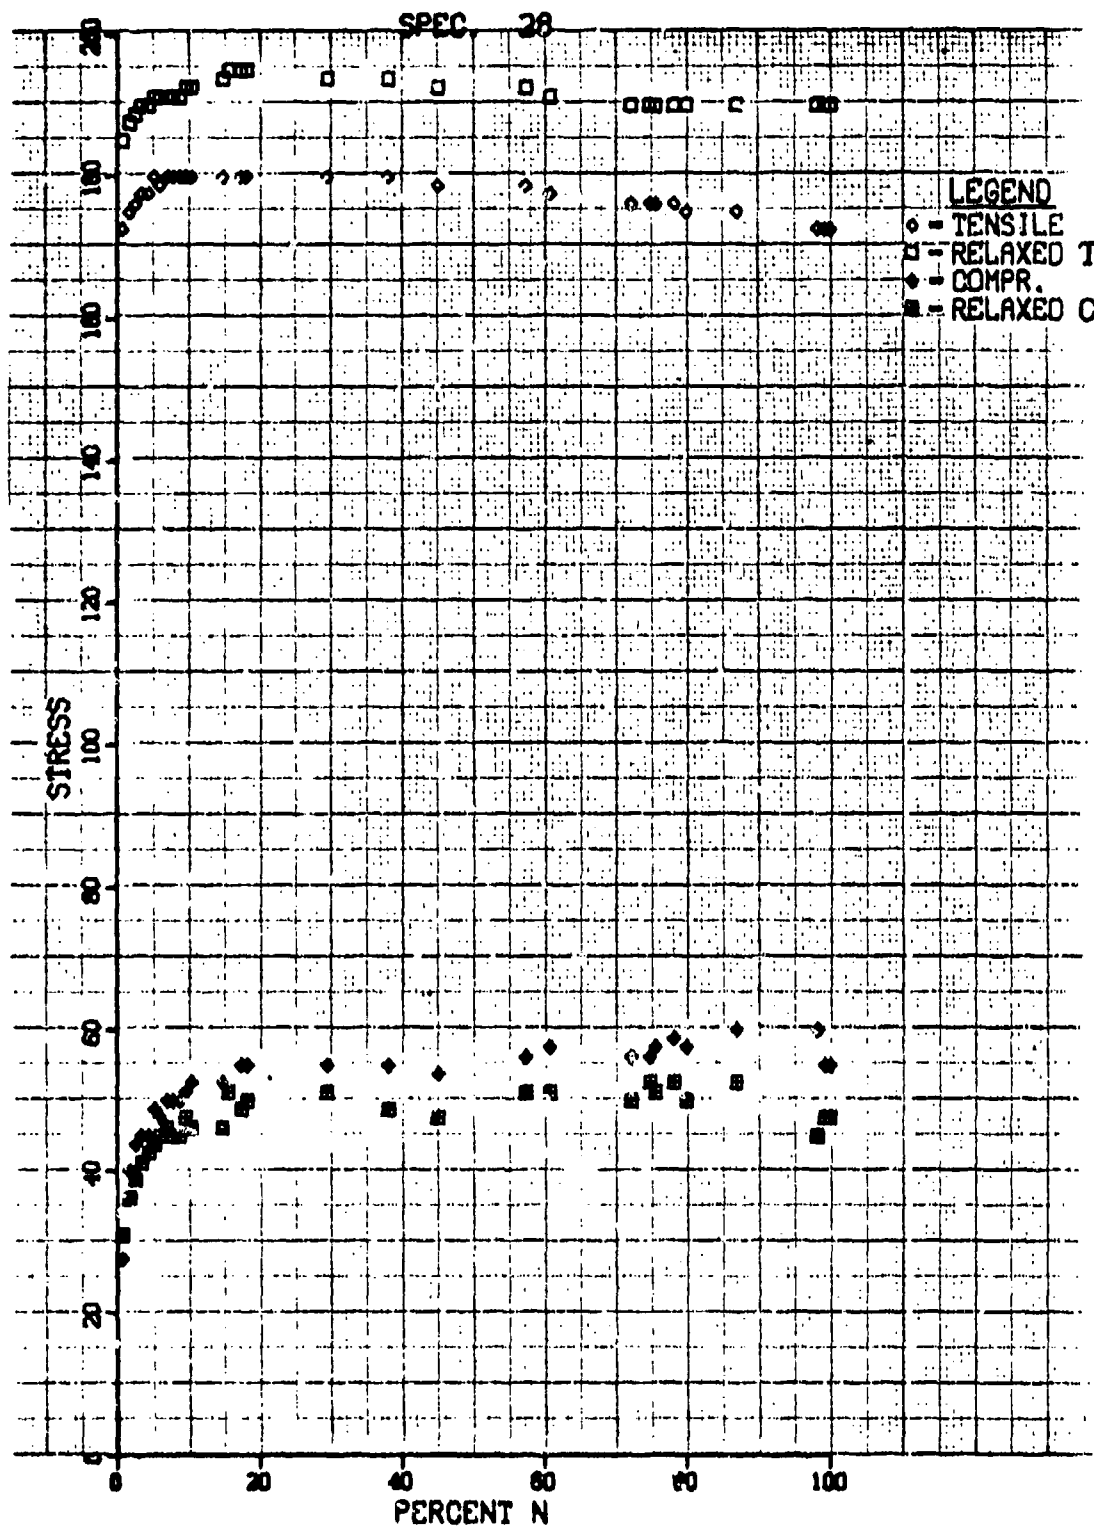 SPEC. 28
200
180
160
140
120
100
80
60
40
20
0
STRESS
LEGEND
◇ - TENSILE
□ - RELAXED T
◆ - COMPR.
■ - RELAXED C
0 20 40 60 80 100
PERCENT N